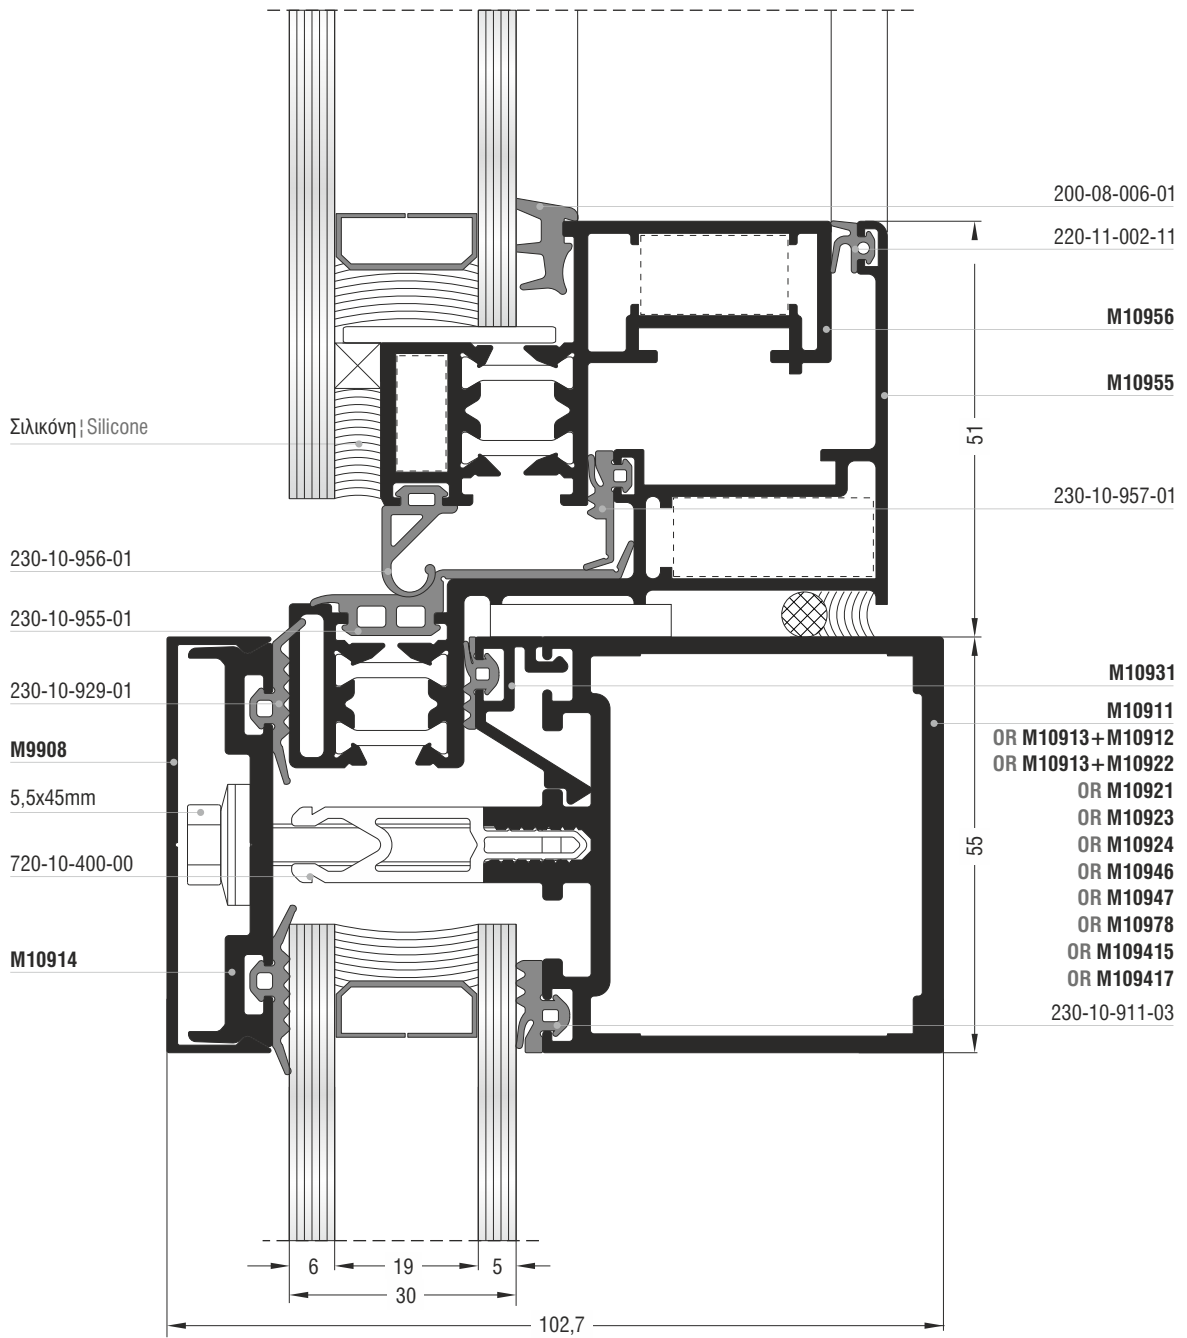 200-08-006-01
220-11-002-11
M10956
M10955
51
Σιλικόνη ¦ Silicone
230-10-957-01
230-10-956-01
230-10-955-01
230-10-929-01
M9908
5,5x45mm
720-10-400-00
M10914
M10931
M10911
OR M10913+M10912
OR M10913+M10922
OR M10921
OR M10923
OR M10924
OR M10946
OR M10947
OR M10978
OR M109415
OR M109417
55
230-10-911-03
6 19 5
30
102,7